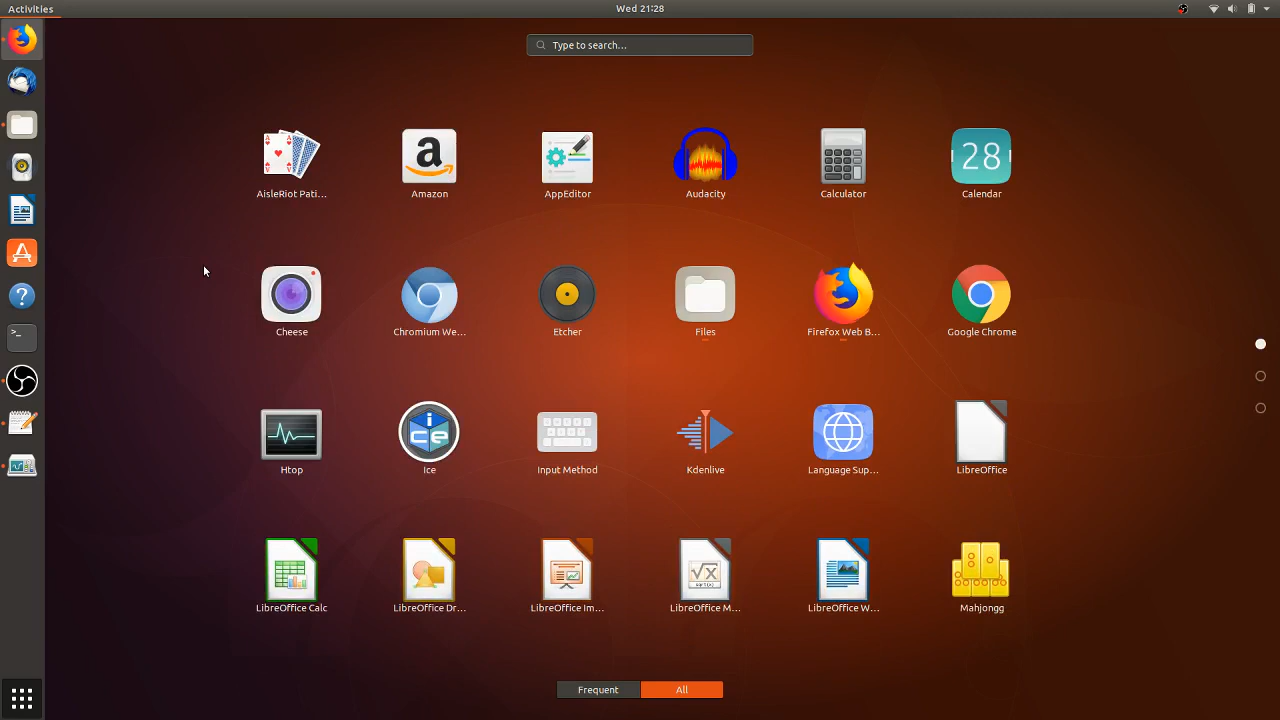 Activities
Wed 21:28
Type to search...
AisleRiot Pati...
Amazon
AppEditor
Audacity
Calculator
28
Calendar
Cheese
Chromium We...
Etcher
Files
Firefox Web B...
Google Chrome
Htop
Ice
Input Method
Kdenlive
Language Sup...
LibreOffice
LibreOffice Calc
LibreOffice Dr...
LibreOffice Im...
LibreOffice M...
LibreOffice W...
Mahjongg
Frequent
All